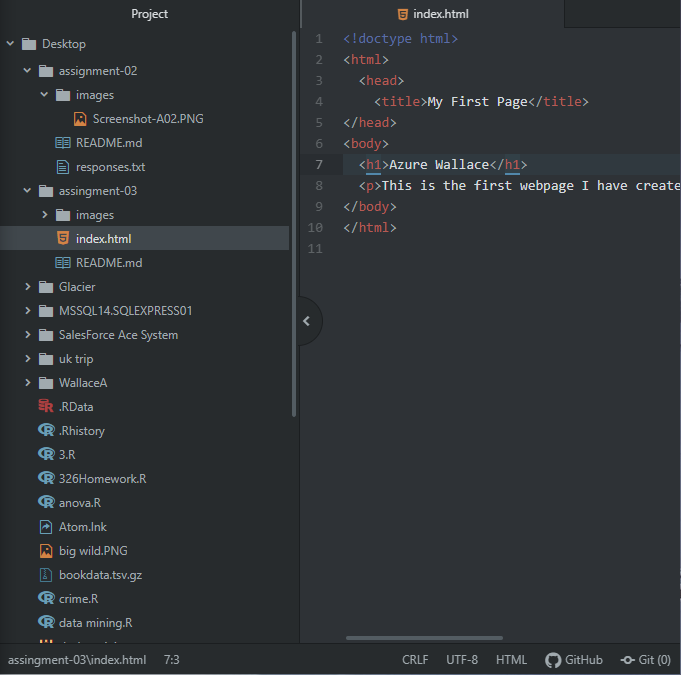 Project
Desktop
assignment-02
images
Screenshot-A02.PNG
README.md
responses.txt
assingment-03
images
index.html
README.md
Glacier
MSSQL14.SQLEXPRESS01
SalesForce Ace System
uk trip
WallaceA
.RData
.Rhistory
3.R
326Homework.R
anova.R
Atom.lnk
big wild.PNG
bookdata.tsv.gz
crime.R
data mining.R
index.html
1 <!doctype html>
2 <html>
3 <head>
4 <title>My First Page</title>
5 </head>
6 <body>
7 <h1>Azure Wallace</h1>
8 <p>This is the first webpage I have create
9 </body>
10 </html>
11
assingment-03\index.html 7:3 CRLF UTF-8 HTML GitHub Git (0)